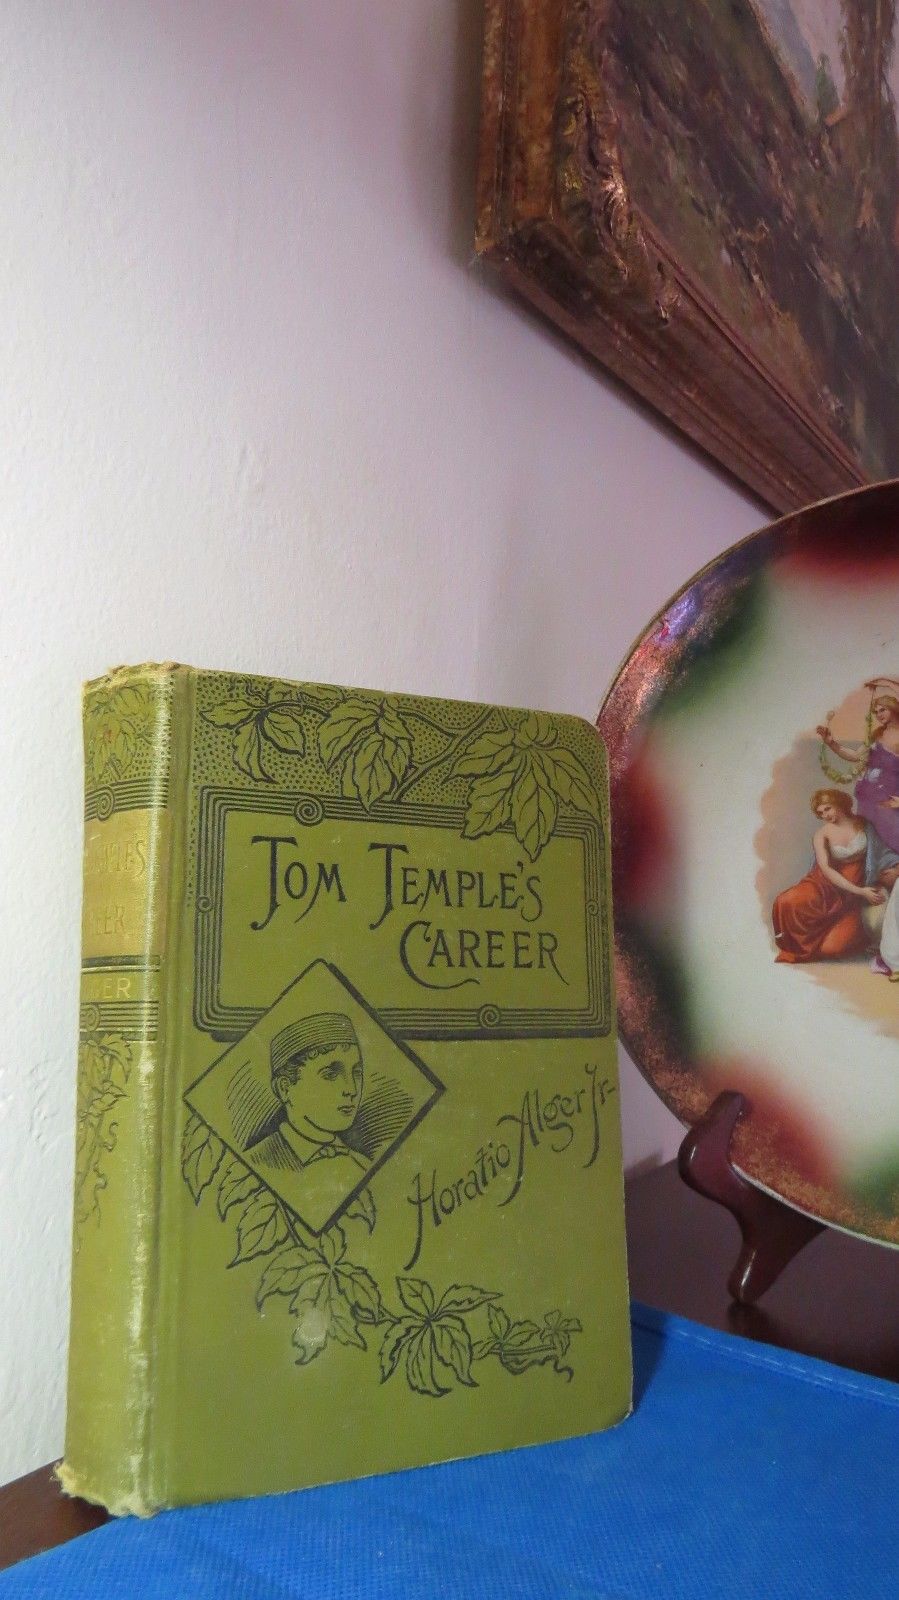 TOM TEMPLE'S
CAREER
Horatio Alger Jr-